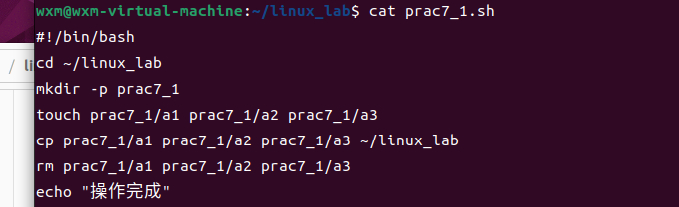 wxm@wxm-virtual-machine:~/linux_lab$ cat prac7_1.sh
#!/bin/bash
cd ~/linux_lab
mkdir -p prac7_1
touch prac7_1/a1 prac7_1/a2 prac7_1/a3
cp prac7_1/a1 prac7_1/a2 prac7_1/a3 ~/linux_lab
rm prac7_1/a1 prac7_1/a2 prac7_1/a3
echo "操作完成"
/ li